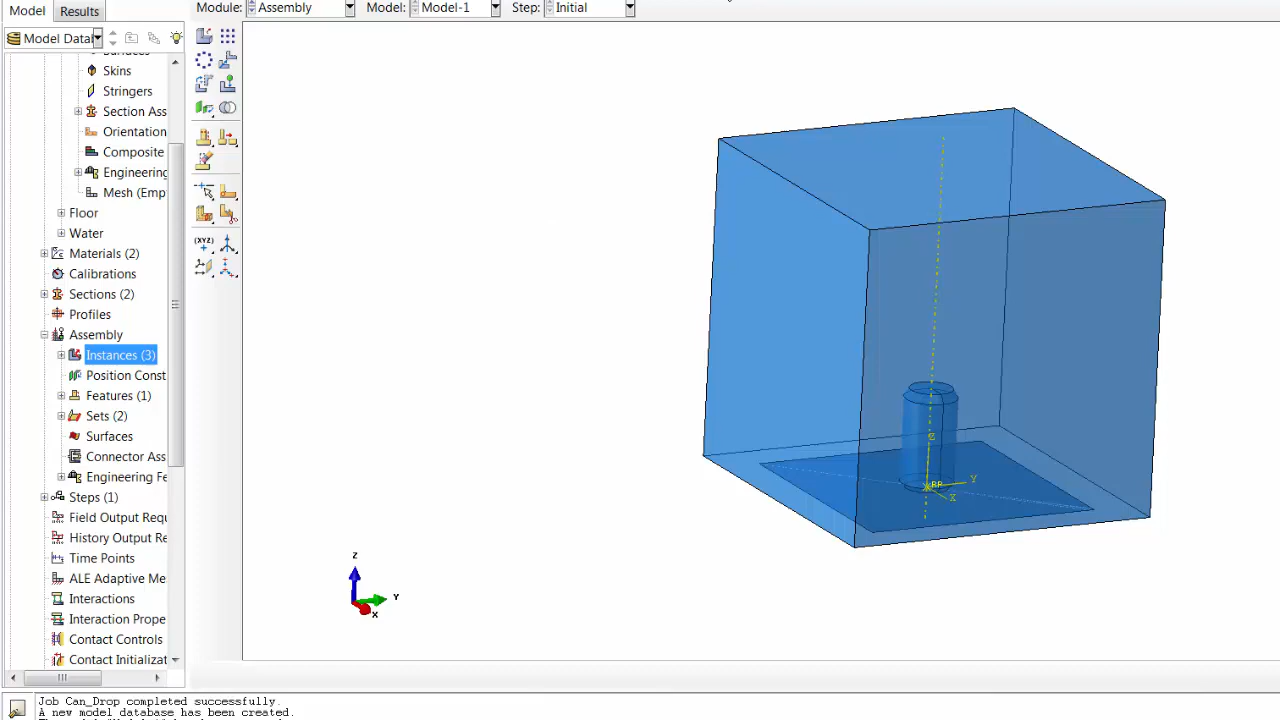 Model Results Module: Assembly Model: Model-1 Step: Initial
Model Datal
Skins
Stringers
Section Ass
Orientation
Composite
Engineering
Mesh (Emp
Floor
Water
Materials (2)
Calibrations
Sections (2)
Profiles
Assembly
Instances (3)
Position Const
Features (1)
Sets (2)
Surfaces
Connector Ass
Engineering Fe
Steps (1)
Field Output Requ
History Output Re
Time Points
ALE Adaptive Me
Interactions
Interaction Prope
Contact Controls
Contact Initializat
(XYZ)
RP
Y
X
Z
Y
X
Job Can_Drop completed successfully.
A new model database has been created.